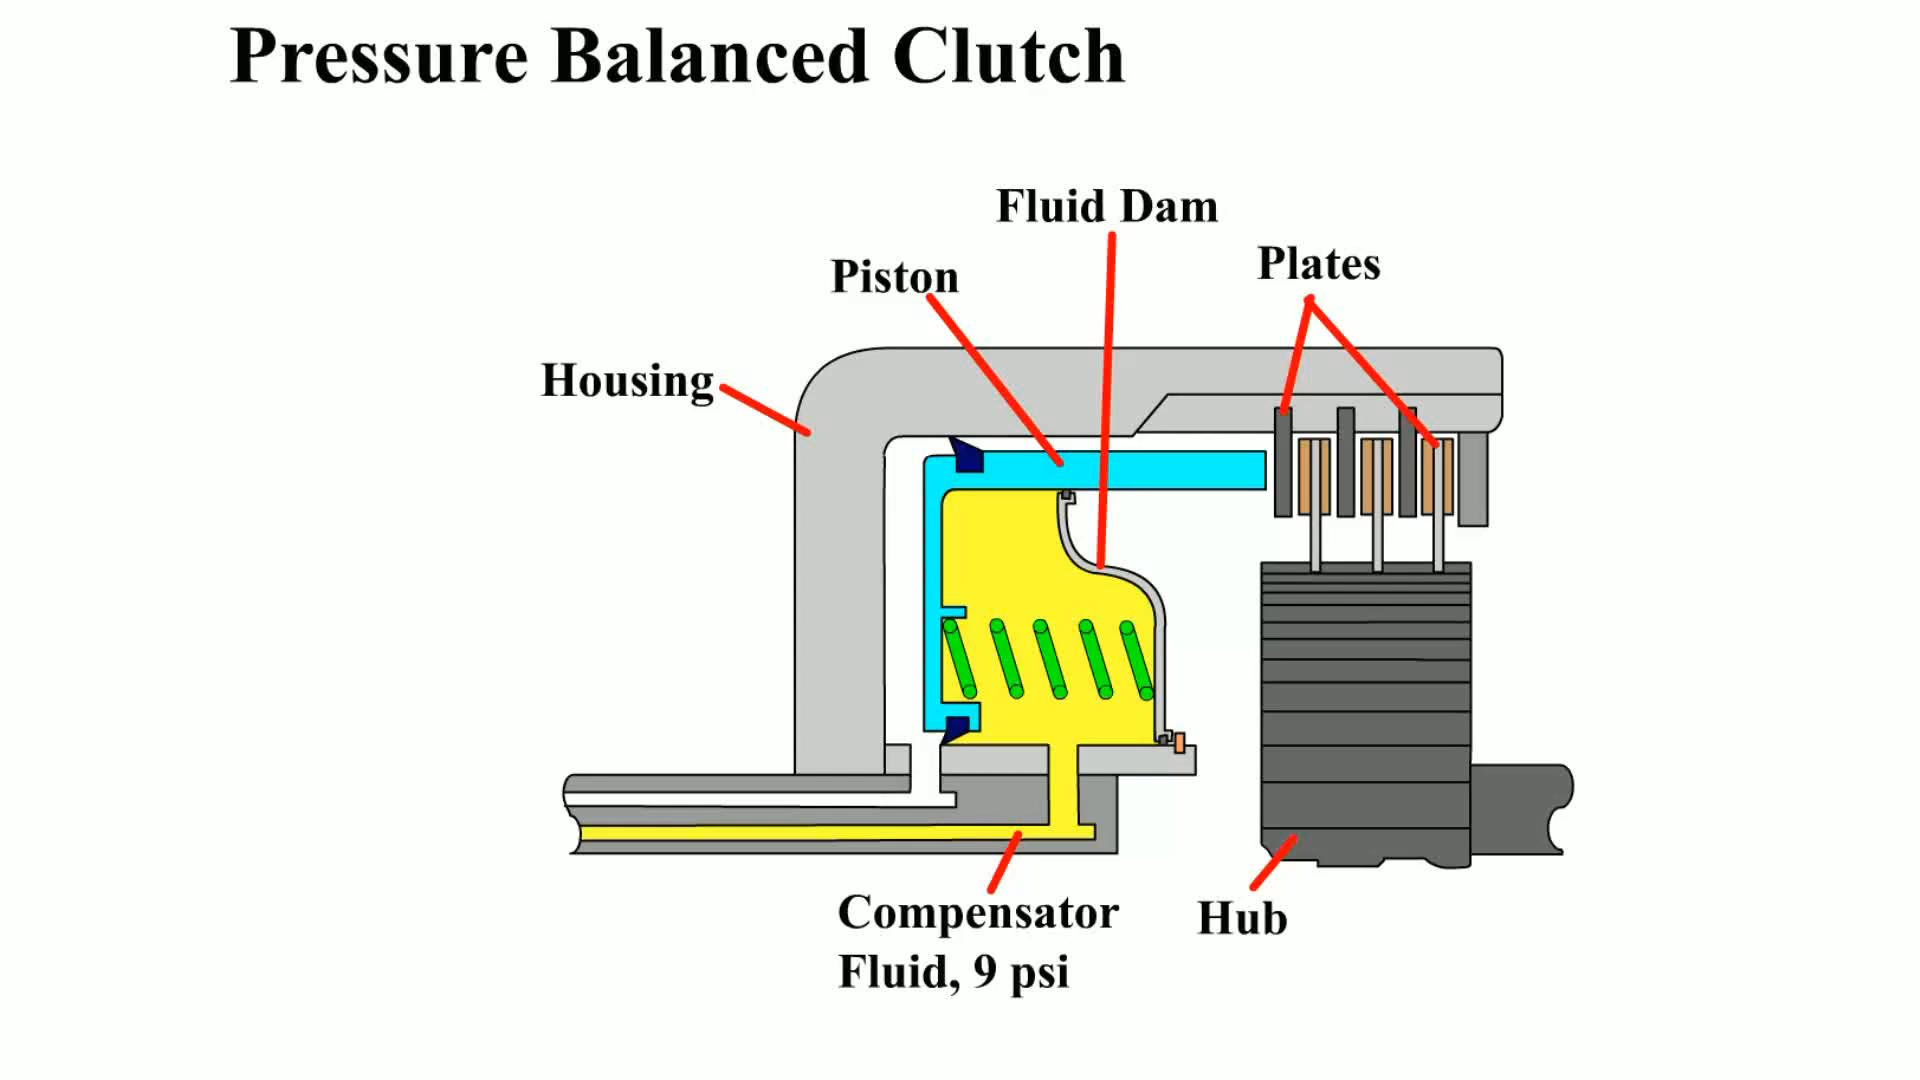 Pressure Balanced Clutch
Fluid Dam
Piston
Plates
Housing
Compensator
Fluid, 9 psi
Hub